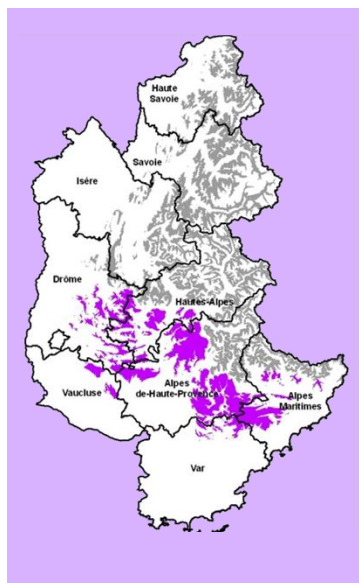 Haute
Savoie
Savoie
Isère
Drôme
Hautes-Alpes
Vaucluse
Alpes
de-Haute-Provence
Alpes
Maritimes
Var